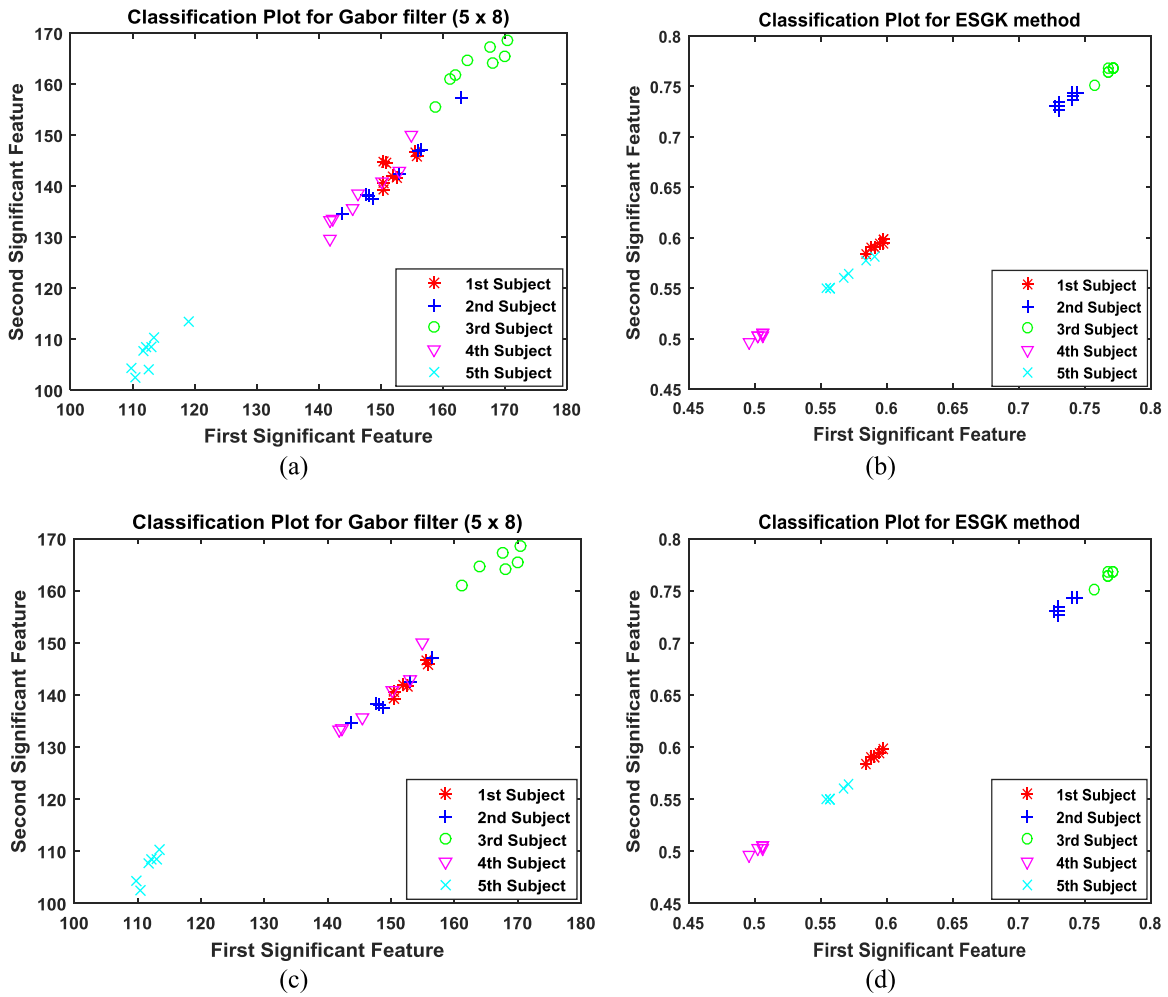 Classification Plot for Gabor filter (5 x 8)
170
160
150
140
130
120
110
100
Second Significant Feature
1st Subject
2nd Subject
3rd Subject
4th Subject
5th Subject
100 110 120 130 140 150 160 170 180
First Significant Feature
(a)
Classification Plot for ESGK method
0.8
0.75
0.7
0.65
0.6
0.55
0.5
0.45
Second Significant Feature
1st Subject
2nd Subject
3rd Subject
4th Subject
5th Subject
0.45 0.5 0.55 0.6 0.65 0.7 0.75 0.8
First Significant Feature
(b)
Classification Plot for Gabor filter (5 x 8)
170
160
150
140
130
120
110
100
Second Significant Feature
1st Subject
2nd Subject
3rd Subject
4th Subject
5th Subject
100 110 120 130 140 150 160 170 180
First Significant Feature
(c)
Classification Plot for ESGK method
0.8
0.75
0.7
0.65
0.6
0.55
0.5
0.45
Second Significant Feature
1st Subject
2nd Subject
3rd Subject
4th Subject
5th Subject
0.45 0.5 0.55 0.6 0.65 0.7 0.75 0.8
First Significant Feature
(d)